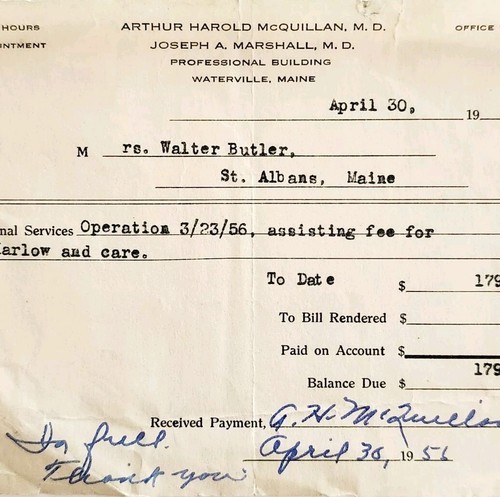 HOURS
ARTHUR HAROLD McQUILLAN, M. D.
OFFICE
INTMENT
JOSEPH A. MARSHALL, M. D.
PROFESSIONAL BUILDING
WATERVILLE, MAINE
April 30, 19
M rs. Walter Butler,
St. Albans, Maine
nal Services Operation 3/23/56, assisting fee for
arlow and care.
To Date $ 179
To Bill Rendered $
Paid on Account $
Balance Due $ 179
Received Payment, A. H. McQuillan
In full. April 30, 1956
Thank you